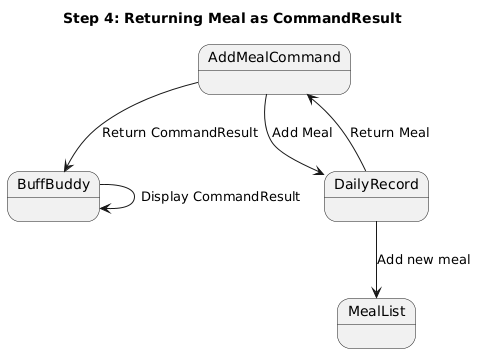 Step 4: Returning Meal as CommandResult
AddMealCommand
Return CommandResult
Add Meal
Return Meal
BuffBuddy
Display CommandResult
DailyRecord
Add new meal
MealList